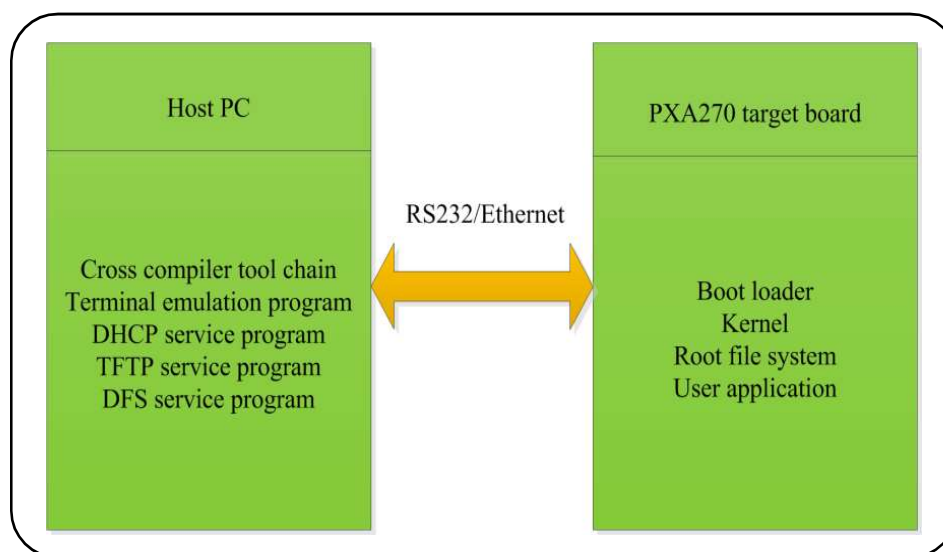 Host PC
Cross compiler tool chain
Terminal emulation program
DHCP service program
TFTP service program
DFS service program
RS232/Ethernet
PXA270 target board
Boot loader
Kernel
Root file system
User application